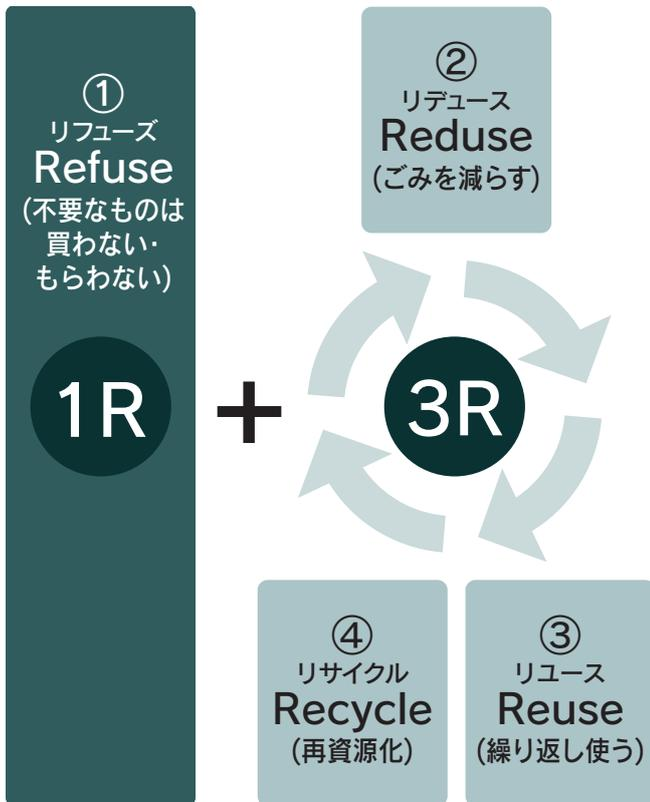 ①
リフューズ
Refuse
(不要なものは
買わない・
もらわない)
1R
+
②
リデュース
Reduse
(ごみを減らす)
3R
④
リサイクル
Recycle
(再資源化)
③
リユース
Reuse
(繰り返し使う)